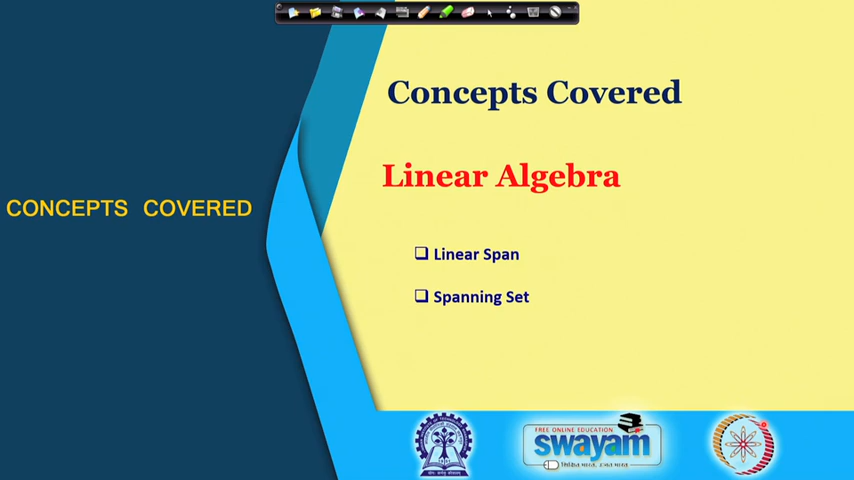 Concepts Covered
Linear Algebra
CONCEPTS COVERED
Linear Span
Spanning Set
FREE ONLINE EDUCATION
swayam